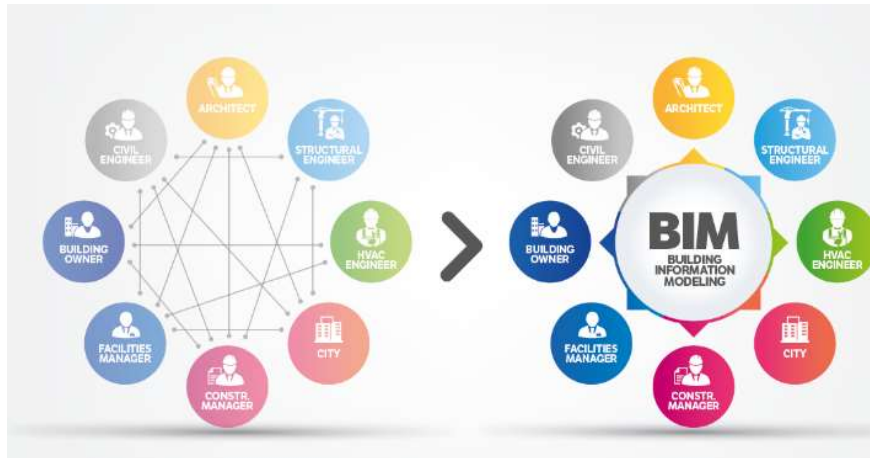 ARCHITECT
CIVIL
ENGINEER
STRUCTURAL
ENGINEER
BUILDING
OWNER
HVAC
ENGINEER
FACILITIES
MANAGER
CITY
CONSTR.
MANAGER
ARCHITECT
CIVIL
ENGINEER
STRUCTURAL
ENGINEER
BUILDING
OWNER
BIM
BUILDING
INFORMATION
MODELING
HVAC
ENGINEER
FACILITIES
MANAGER
CITY
CONSTR.
MANAGER